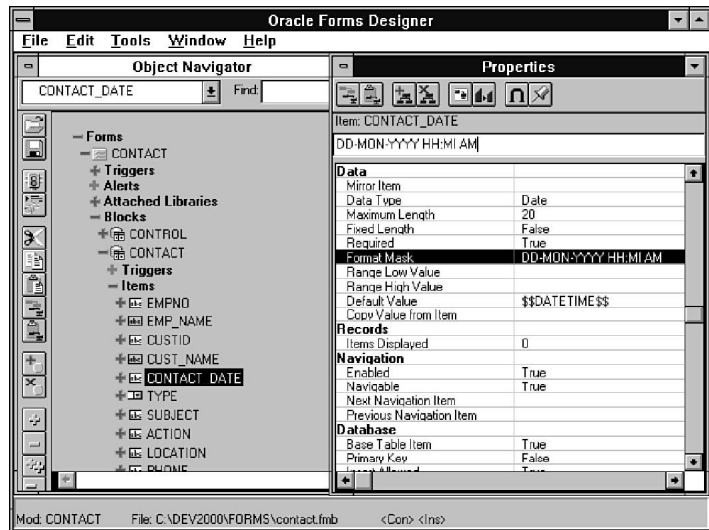 Oracle Forms Designer
File Edit Tools Window Help
Object Navigator
CONTACT_DATE Find:
Forms
CONTACT
Triggers
Alerts
Attached Libraries
Blocks
CONTROL
CONTACT
Triggers
Items
EMPNO
EMP_NAME
CUSTID
CUST_NAME
CONTACT_DATE
TYPE
SUBJECT
ACTION
LOCATION
PHONE
Properties
Item: CONTACT_DATE
DD-MON-YYYY HH:MI AM
Data
Mirror Item
Data Type Date
Maximum Length 20
Fixed Length False
Required True
Format Mask DD-MON-YYYY HH:MI AM
Range Low Value
Range High Value
Default Value $$DATETIME$$
Copy Value from Item
Records
Items Displayed 0
Navigation
Enabled True
Navigable True
Next Navigation Item
Previous Navigation Item
Database
Base Table Item True
Primary Key False
Insert Allowed True
Mod: CONTACT File: C:\DEV2000\FORMS\contact.fmb <Con> <Ins>